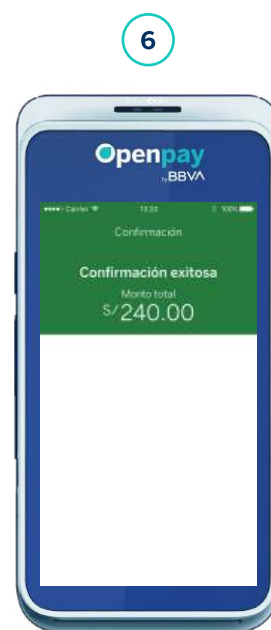 6
Openpay
by BBVA
Carrier 13:20 100%
Confirmación
Confirmación exitosa
Monto total
S/240.00